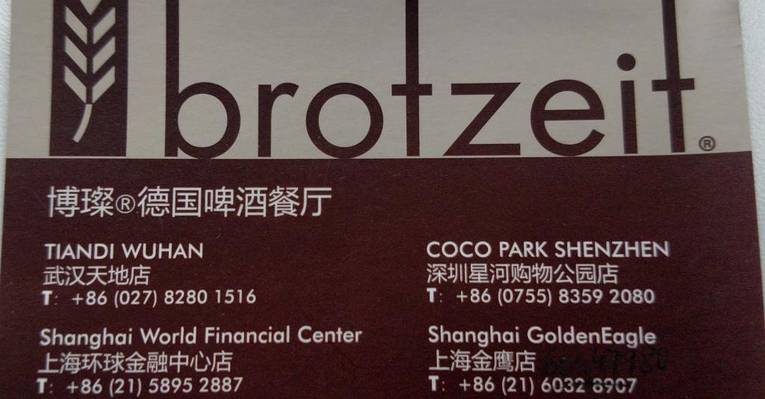 brotzeit®
博璨®德国啤酒餐厅
TIANDI WUHAN
武汉天地店
T: +86 (027) 8280 1516
COCO PARK SHENZHEN
深圳星河购物公园店
T: +86 (0755) 8359 2080
Shanghai World Financial Center
上海环球金融中心店
T: +86 (21) 5895 2887
Shanghai GoldenEagle
上海金鹰店
T: +86 (21) 6032 8907